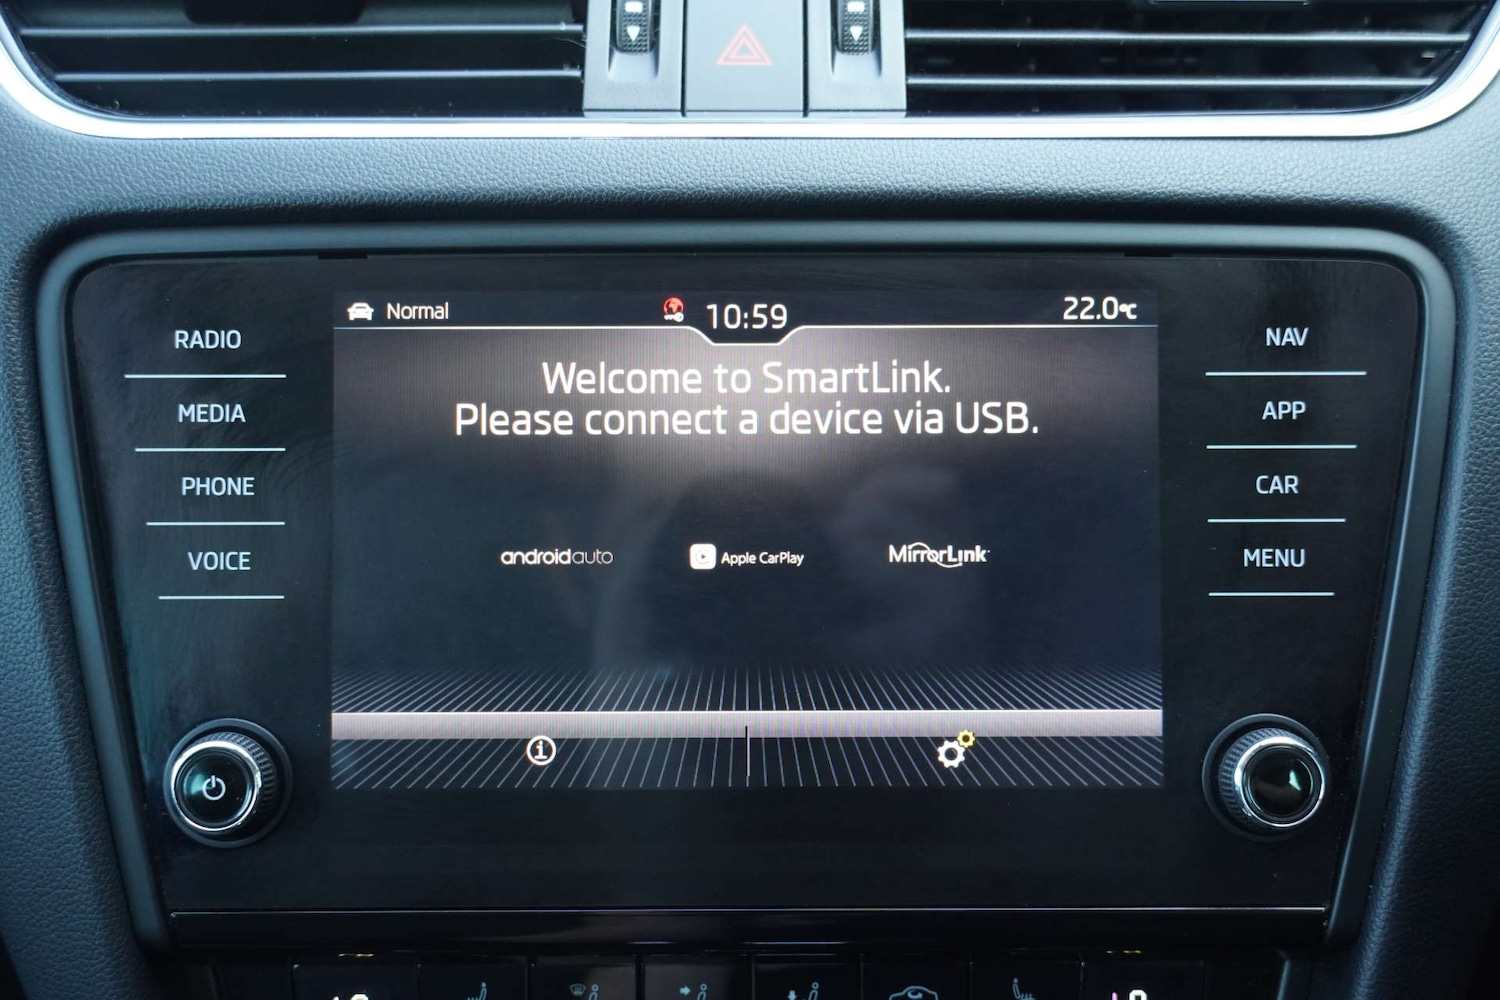 Normal
10:59
22.0°C
RADIO
MEDIA
PHONE
VOICE
Welcome to SmartLink.
Please connect a device via USB.
androidauto
Apple CarPlay
MirrorLink
NAV
APP
CAR
MENU